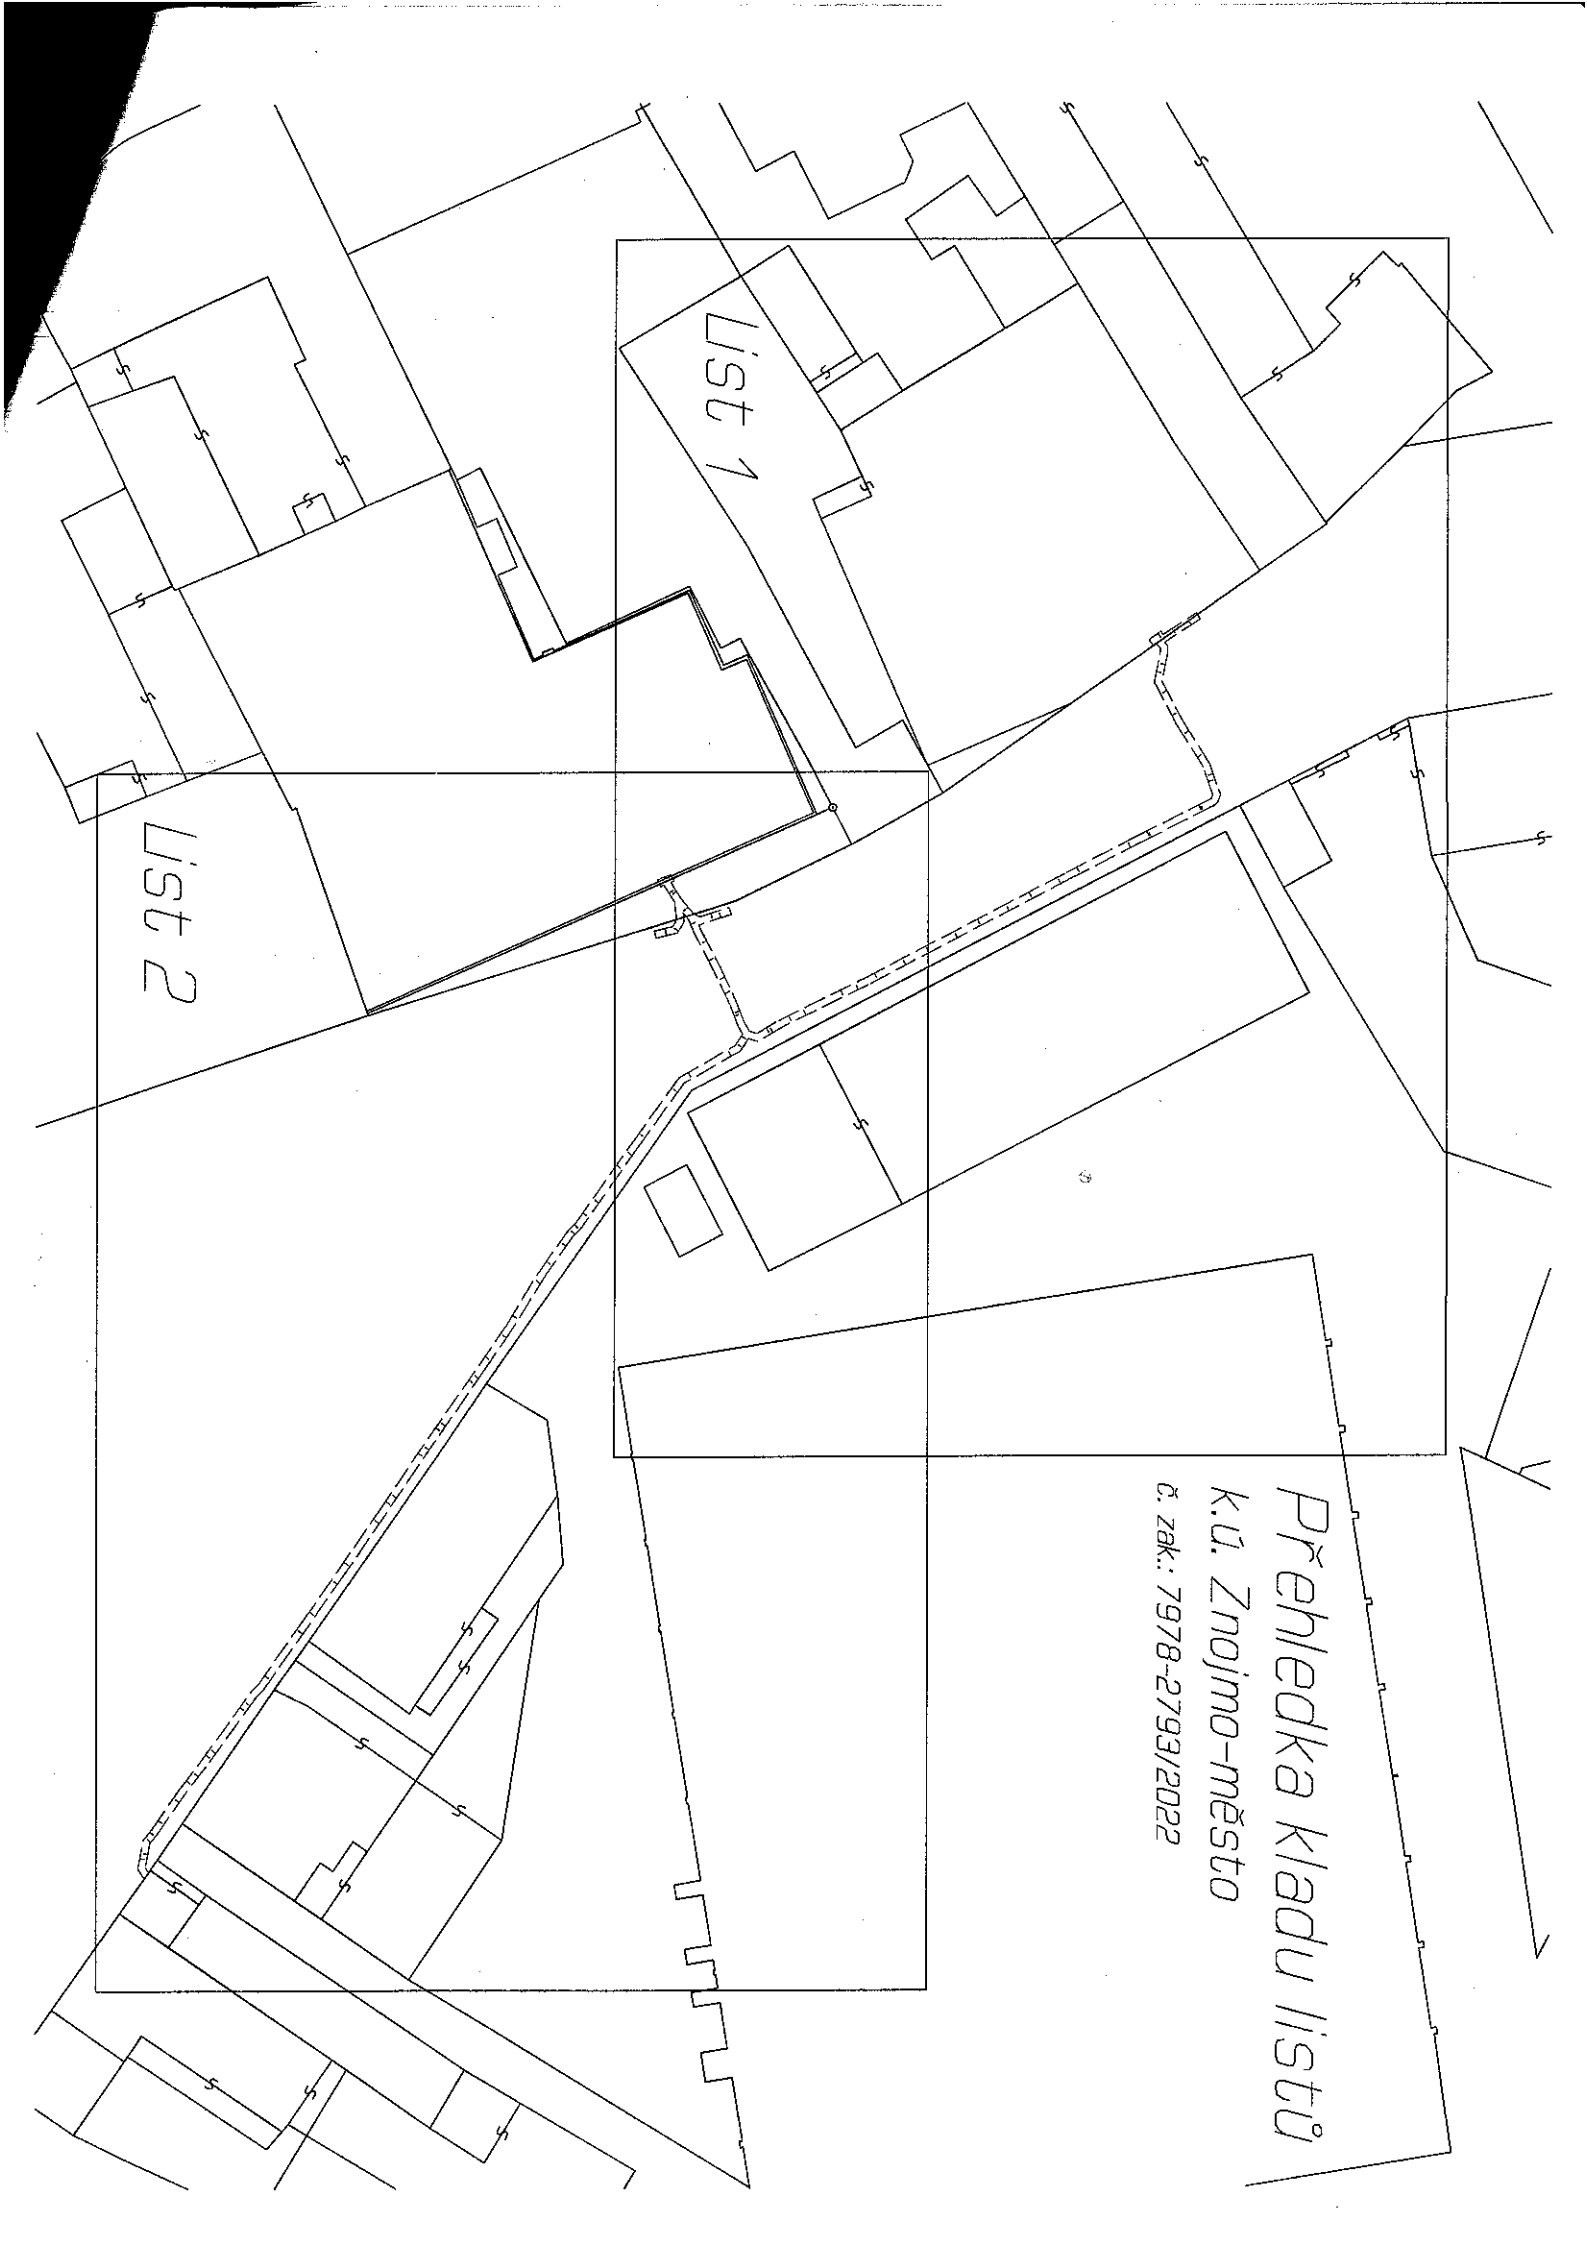 Přehledka kladu listů
k.ú. Znojmo-město
č. zak.: 7978-2793/2022
List 1
List 2